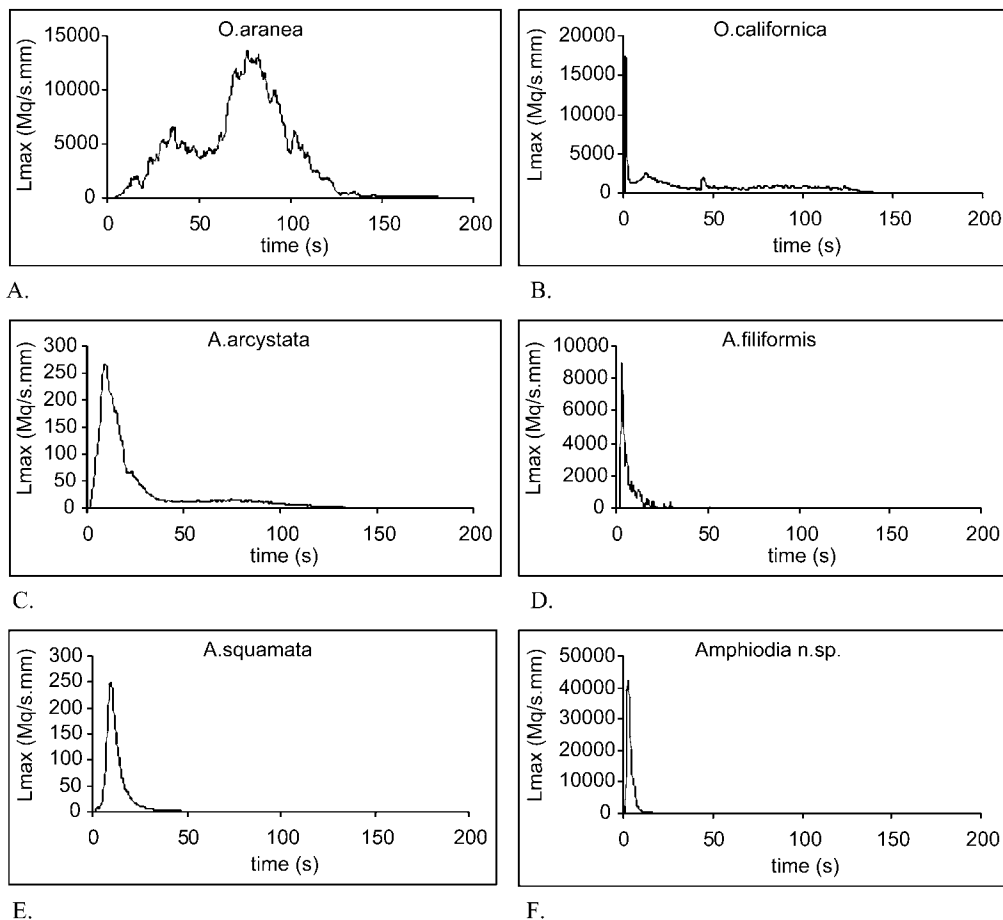 O.aranea
Lmax (Mq/s.mm)
15000
10000
5000
0
0 50 100 150 200
time (s)
A.
O.californica
Lmax (Mq/s.mm)
20000
15000
10000
5000
0
0 50 100 150 200
time (s)
B.
A.arcystata
Lmax (Mq/s.mm)
300
250
200
150
100
50
0
0 50 100 150 200
time (s)
C.
A.filiformis
Lmax (Mq/s.mm)
10000
8000
6000
4000
2000
0
0 50 100 150 200
time (s)
D.
A.squamata
Lmax (Mq/s.mm)
300
250
200
150
100
50
0
0 50 100 150 200
time (s)
E.
Amphiodia n.sp.
Lmax (Mq/s.mm)
50000
40000
30000
20000
10000
0
0 50 100 150 200
time (s)
F.